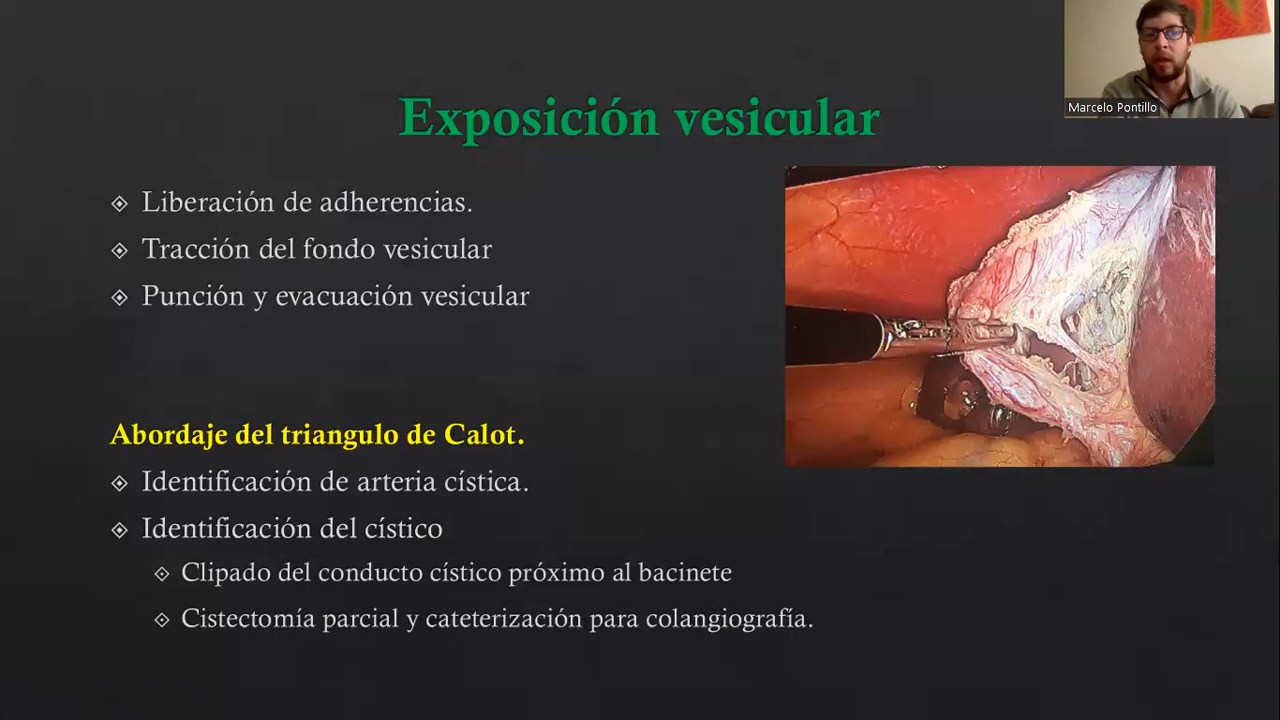 Marcelo Pontillo
Exposición vesicular
Liberación de adherencias.
Tracción del fondo vesicular
Punción y evacuación vesicular
Abordaje del triangulo de Calot.
Identificación de arteria cística.
Identificación del cístico
Clipado del conducto cístico próximo al bacinete
Cistectomía parcial y cateterización para colangiografía.